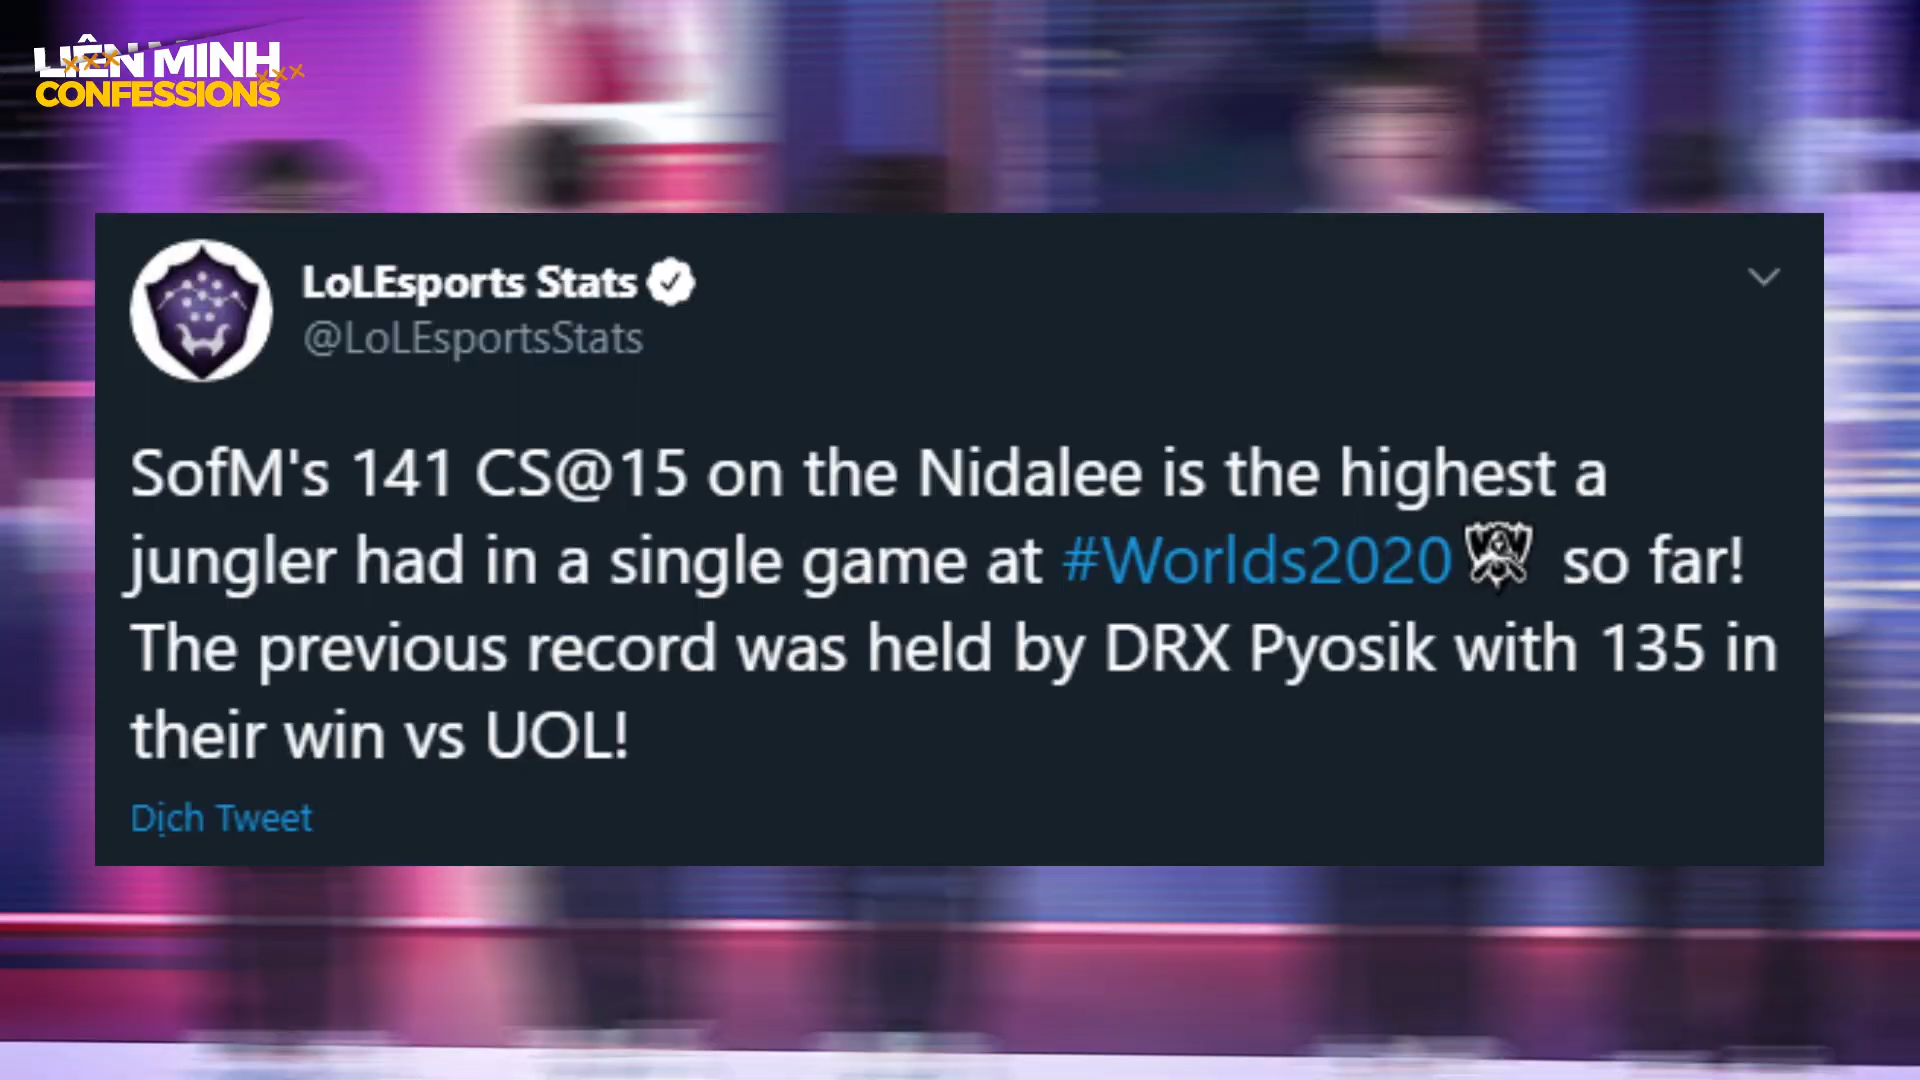 LIÊN MINH
CONFESSIONS
LoLEsports Stats
@LoLEsportsStats
SofM's 141 CS@15 on the Nidalee is the highest a
jungler had in a single game at #Worlds2020 so far!
The previous record was held by DRX Pyosik with 135 in
their win vs UOL!
Dịch Tweet